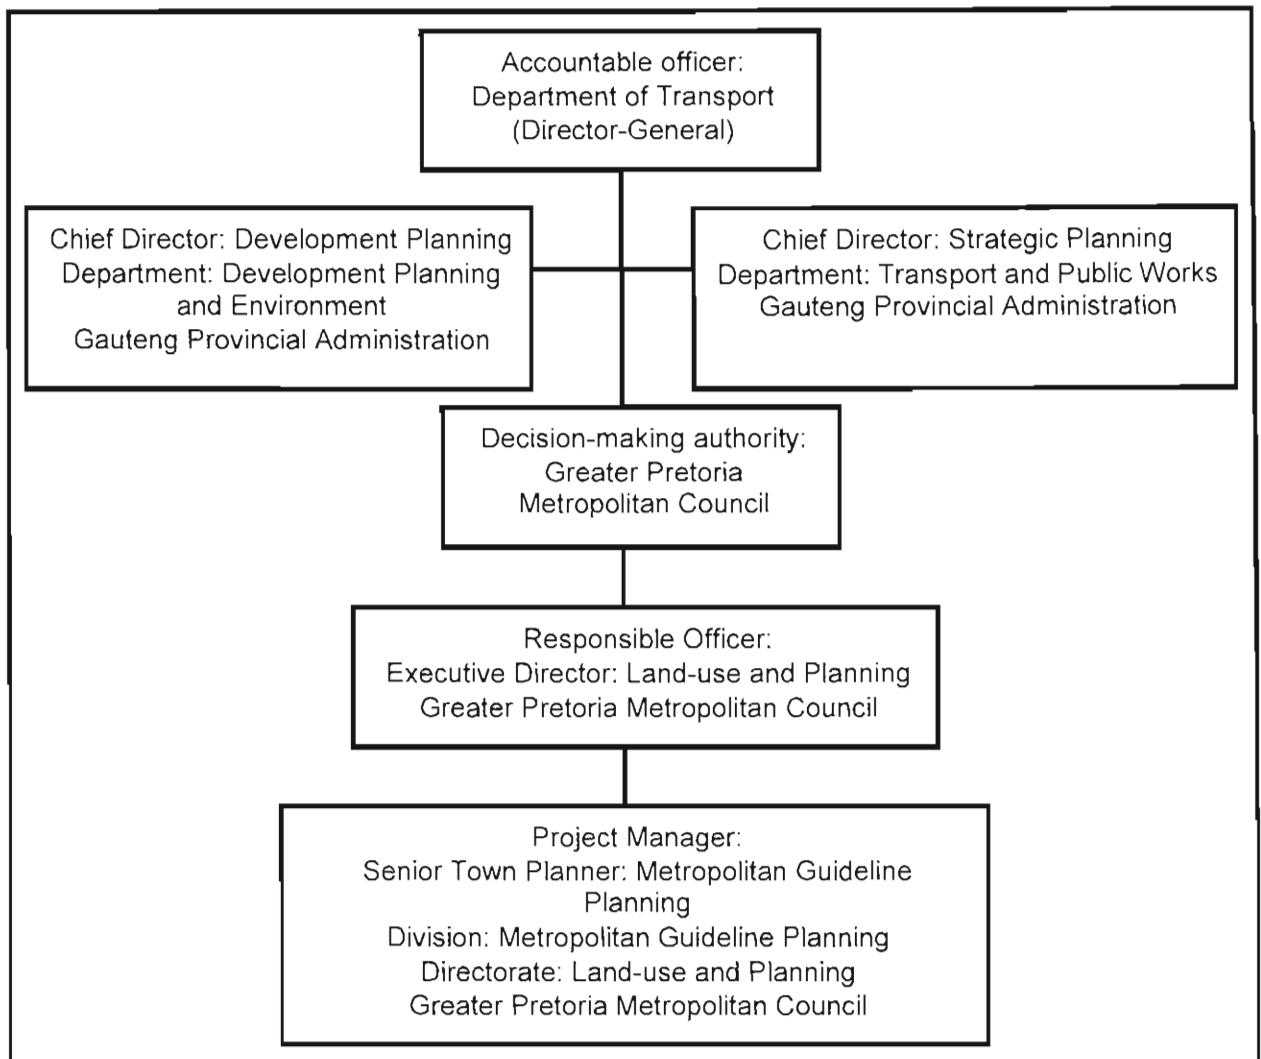 Accountable officer:
Department of Transport
(Director-General)
Chief Director: Development Planning
Department: Development Planning
and Environment
Gauteng Provincial Administration
Chief Director: Strategic Planning
Department: Transport and Public Works
Gauteng Provincial Administration
Decision-making authority:
Greater Pretoria
Metropolitan Council
Responsible Officer:
Executive Director: Land-use and Planning
Greater Pretoria Metropolitan Council
Project Manager:
Senior Town Planner: Metropolitan Guideline
Planning
Division: Metropolitan Guideline Planning
Directorate: Land-use and Planning
Greater Pretoria Metropolitan Council